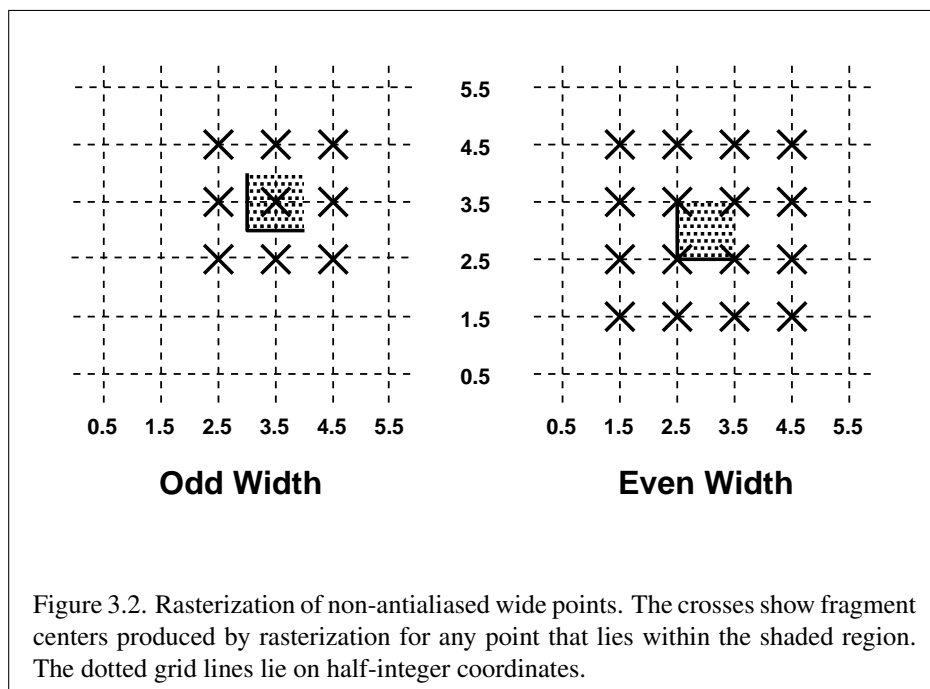 5.5
4.5
3.5
2.5
1.5
0.5
0.5 1.5 2.5 3.5 4.5 5.5 0.5 1.5 2.5 3.5 4.5 5.5
Odd Width Even Width
Figure 3.2. Rasterization of non-antialiased wide points. The crosses show fragment
centers produced by rasterization for any point that lies within the shaded region.
The dotted grid lines lie on half-integer coordinates.